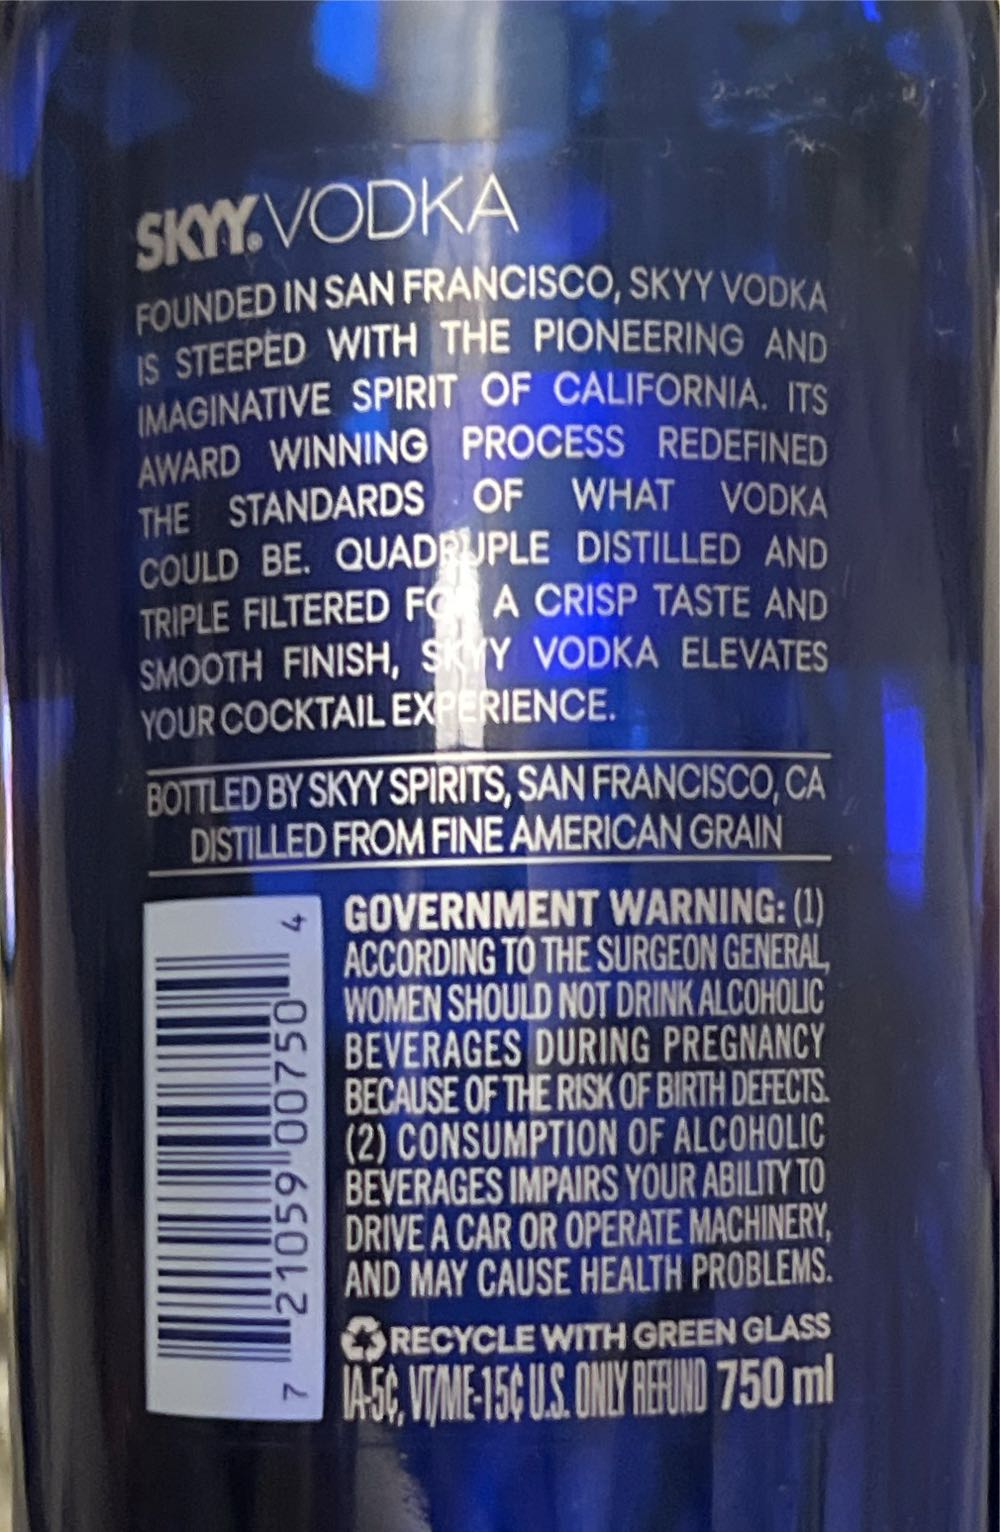 SKYY® VODKA
FOUNDED IN SAN FRANCISCO, SKYY VODKA
IS STEEPED WITH THE PIONEERING AND
IMAGINATIVE SPIRIT OF CALIFORNIA. ITS
AWARD WINNING PROCESS REDEFINED
THE STANDARDS OF WHAT VODKA
COULD BE. QUADRUPLE DISTILLED AND
TRIPLE FILTERED FOR A CRISP TASTE AND
SMOOTH FINISH, SKYY VODKA ELEVATES
YOUR COCKTAIL EXPERIENCE.
BOTTLED BY SKYY SPIRITS, SAN FRANCISCO, CA
DISTILLED FROM FINE AMERICAN GRAIN
GOVERNMENT WARNING: (1)
ACCORDING TO THE SURGEON GENERAL,
WOMEN SHOULD NOT DRINK ALCOHOLIC
BEVERAGES DURING PREGNANCY
BECAUSE OF THE RISK OF BIRTH DEFECTS.
(2) CONSUMPTION OF ALCOHOLIC
BEVERAGES IMPAIRS YOUR ABILITY TO
DRIVE A CAR OR OPERATE MACHINERY,
AND MAY CAUSE HEALTH PROBLEMS.
RECYCLE WITH GREEN GLASS
IA-5¢, VT/ME-15¢ U.S. ONLY REFUND 750 ml
7 21059 00750 4